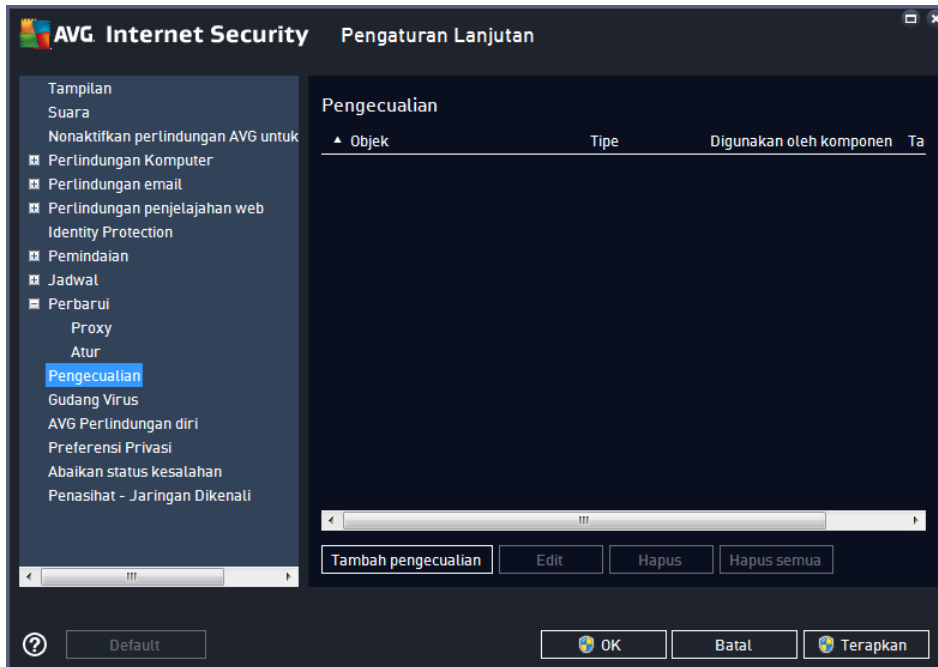 AVG Internet Security Pengaturan Lanjutan
Tampilan
Suara
Nonaktifkan perlindungan AVG untuk
Perlindungan Komputer
Perlindungan email
Perlindungan penjelajahan web
Identity Protection
Pemindaian
Jadwal
Perbarui
Proxy
Atur
Pengecualian
Gudang Virus
AVG Perlindungan diri
Preferensi Privasi
Abaikan status kesalahan
Penasihat - Jaringan Dikenali
Pengecualian
Objek Tipe Digunakan oleh komponen Ta
Tambah pengecualian Edit Hapus Hapus semua
? Default OK Batal Terapkan